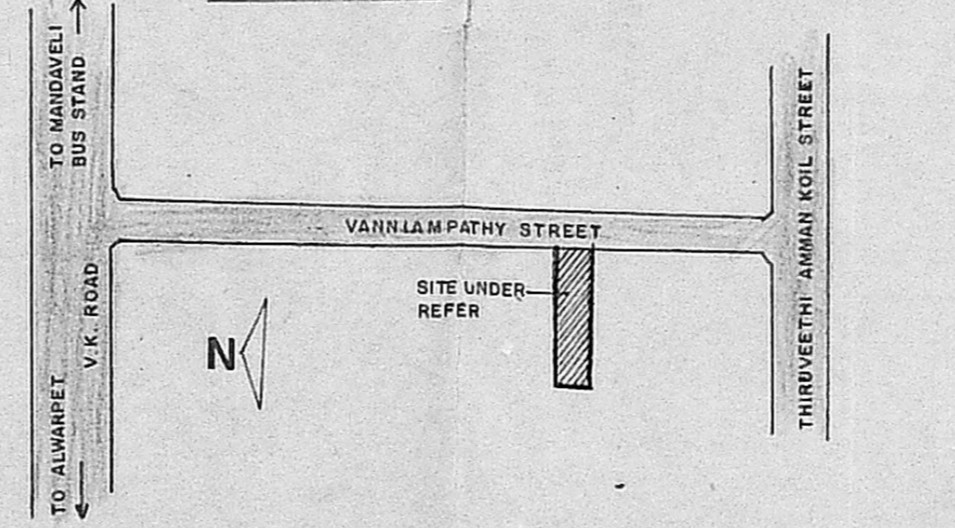 TO MANDAVELI
BUS STAND
VANNIAMPATHY STREET
THIRUVEETHI AMMAN KOIL STREET
SITE UNDER
REFER
V.K. ROAD
N
TO ALWARPET